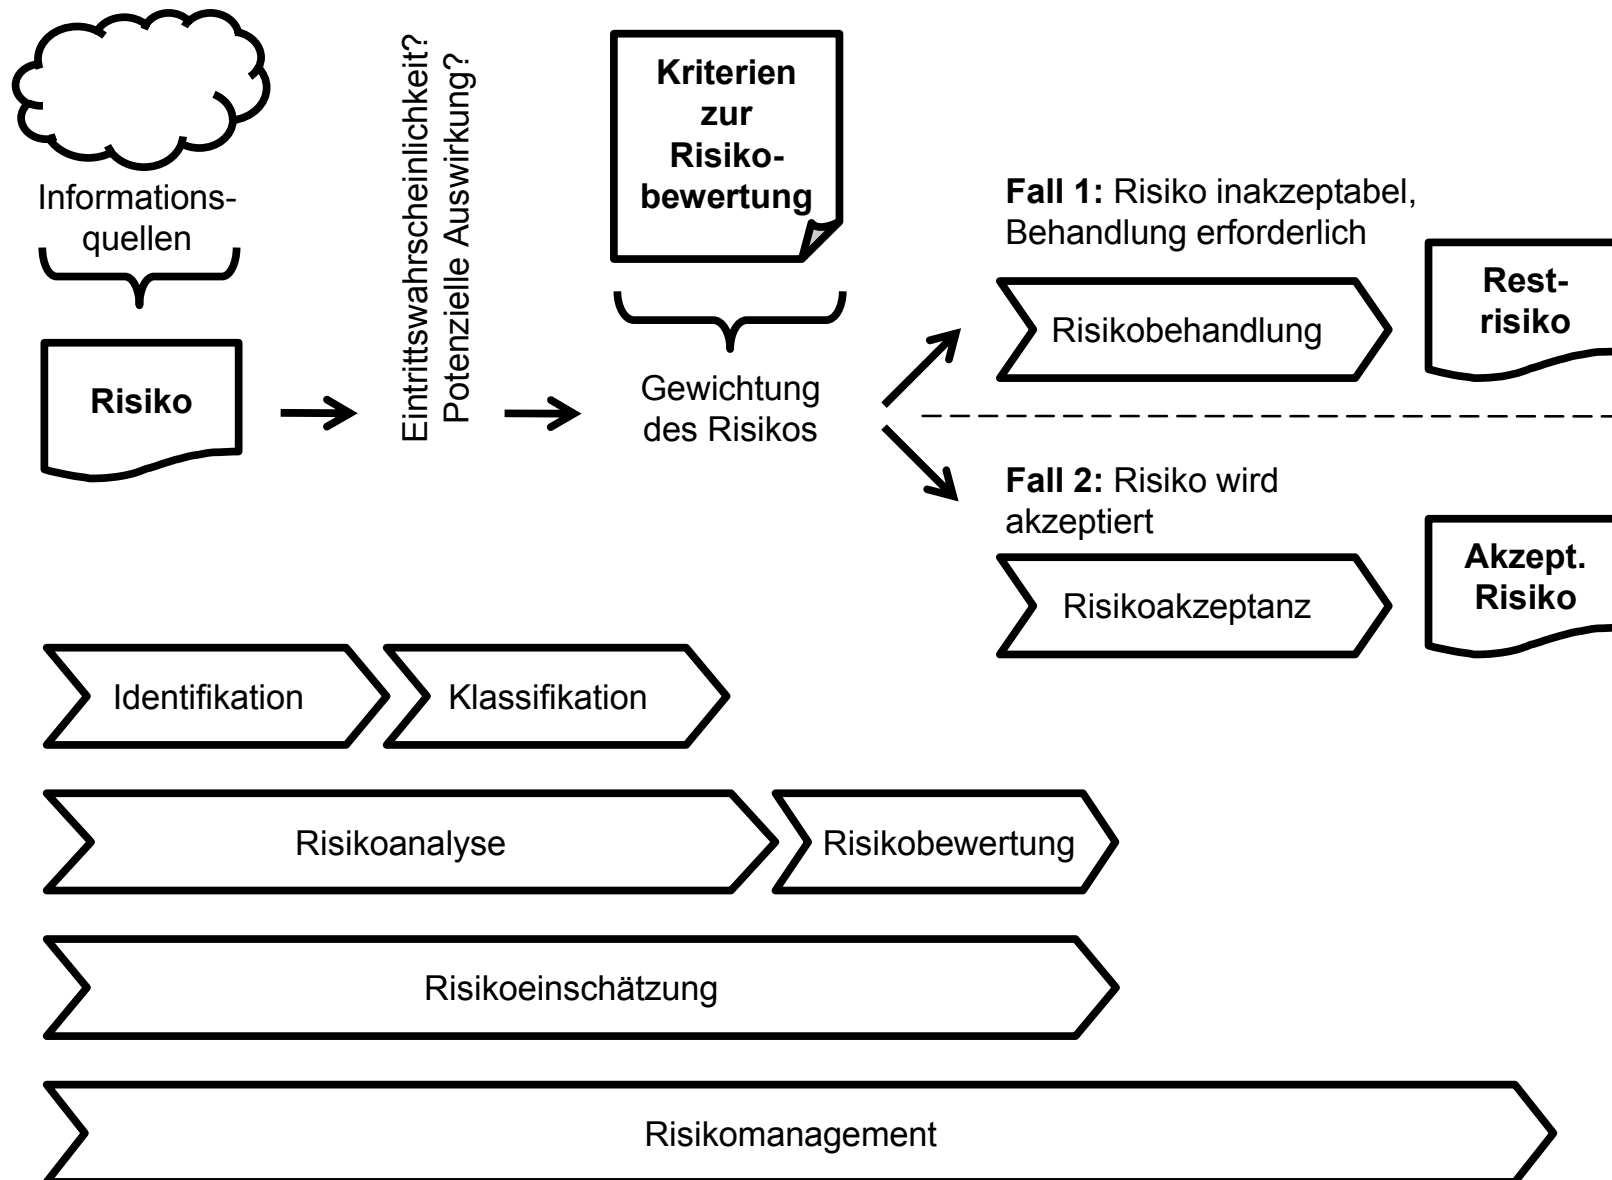 Informations-
quellen
Risiko
Eintrittswahrscheinlichkeit?
Potenzielle Auswirkung?
Kriterien
zur
Risiko-
bewertung
Gewichtung
des Risikos
Fall 1: Risiko inakzeptabel,
Behandlung erforderlich
Risikobehandlung
Rest-
risiko
Fall 2: Risiko wird
akzeptiert
Risikoakzeptanz
Akzept.
Risiko
Identifikation
Klassifikation
Risikoanalyse
Risikobewertung
Risikoeinschätzung
Risikomanagement